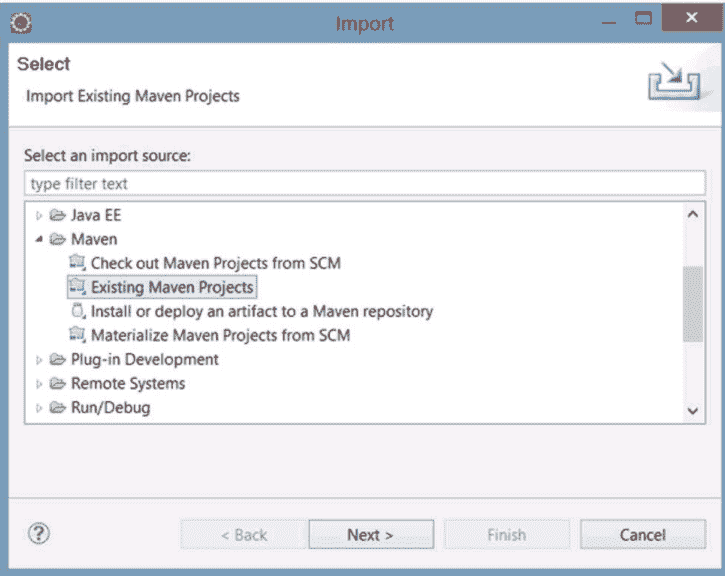 Import
Select
Import Existing Maven Projects
Select an import source:
type filter text
Java EE
Maven
Check out Maven Projects from SCM
Existing Maven Projects
Install or deploy an artifact to a Maven repository
Materialize Maven Projects from SCM
Plug-in Development
Remote Systems
Run/Debug
< Back Next > Finish Cancel